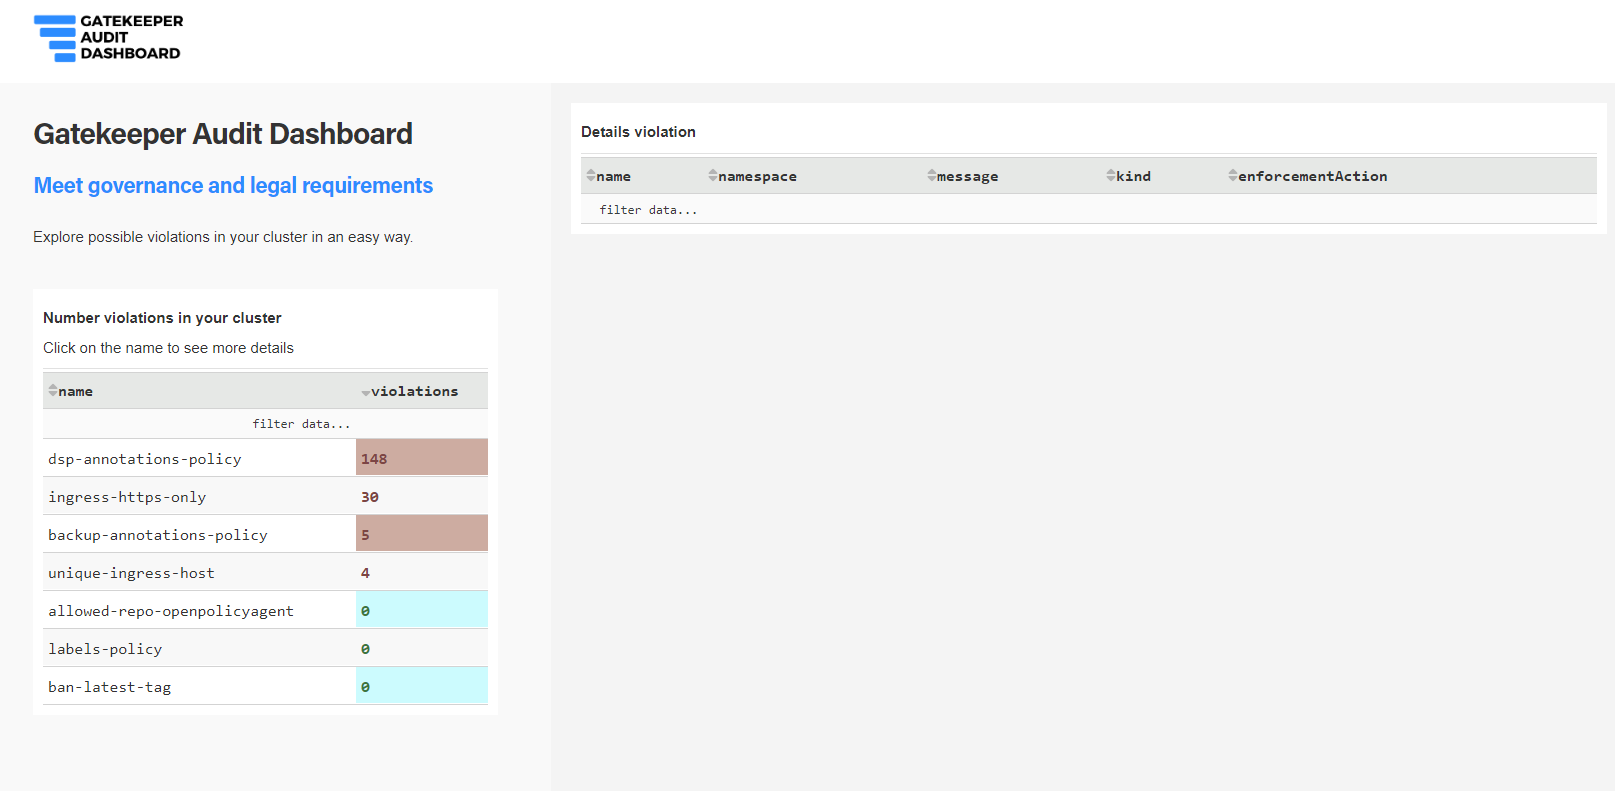 GATEKEEPER
AUDIT
DASHBOARD
Gatekeeper Audit Dashboard
Meet governance and legal requirements
Explore possible violations in your cluster in an easy way.
Number violations in your cluster
Click on the name to see more details
name violations
filter data...
dsp-annotations-policy 148
ingress-https-only 30
backup-annotations-policy 5
unique-ingress-host 4
allowed-repo-openpolicyagent 0
labels-policy 0
ban-latest-tag 0
Details violation
name namespace message kind enforcementAction
filter data...